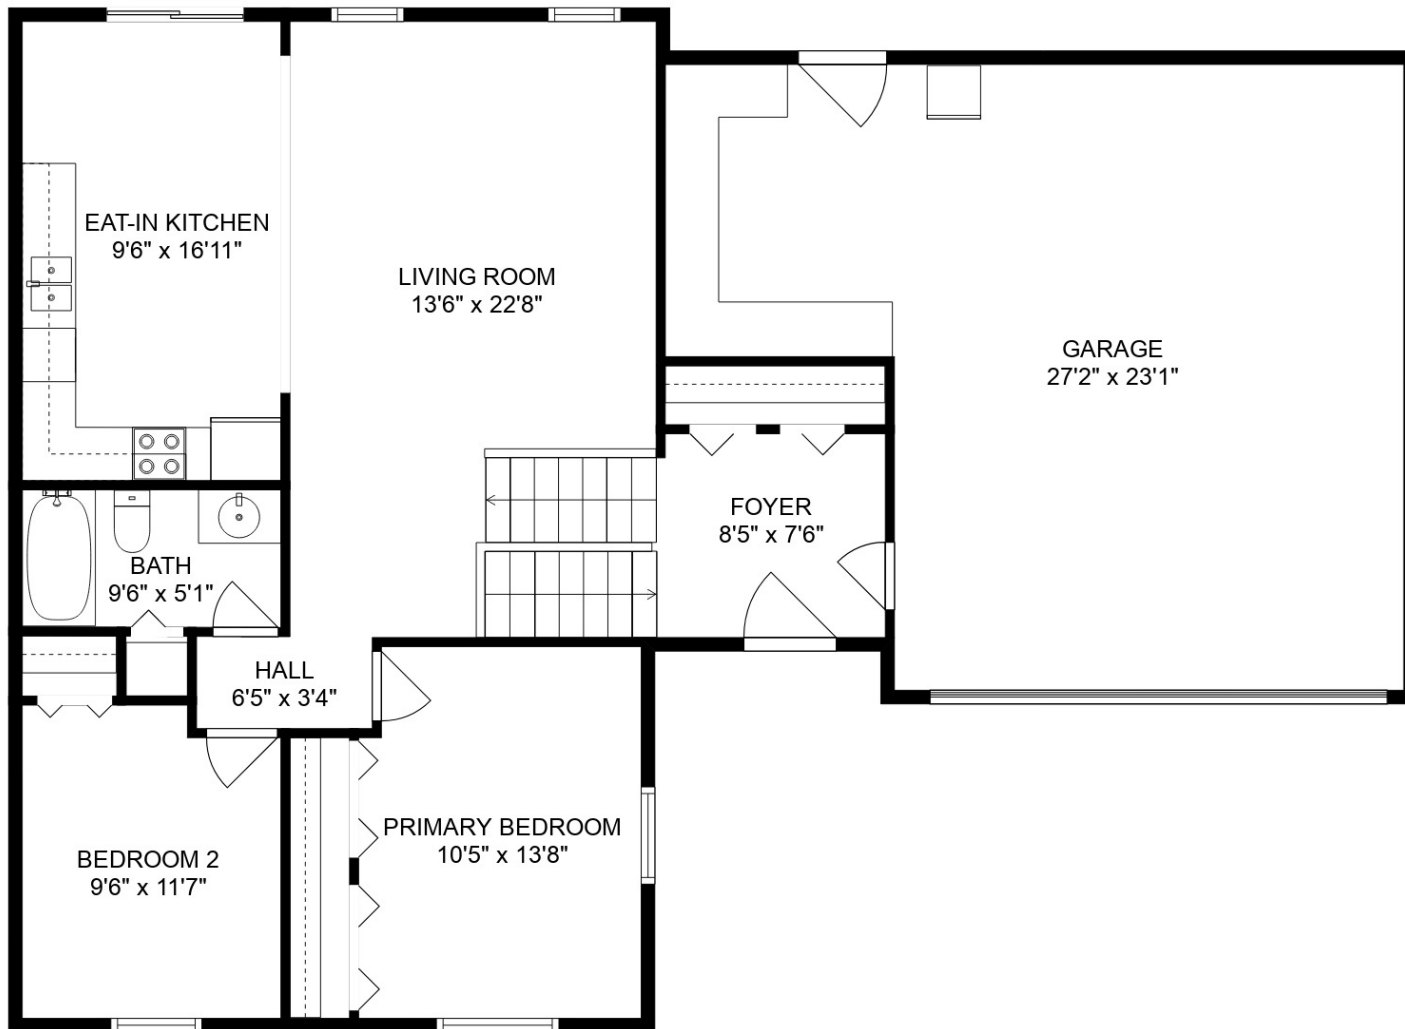 EAT-IN KITCHEN
9'6" x 16'11"
LIVING ROOM
13'6" x 22'8"
GARAGE
27'2" x 23'1"
FOYER
8'5" x 7'6"
BATH
9'6" x 5'1"
HALL
6'5" x 3'4"
PRIMARY BEDROOM
10'5" x 13'8"
BEDROOM 2
9'6" x 11'7"